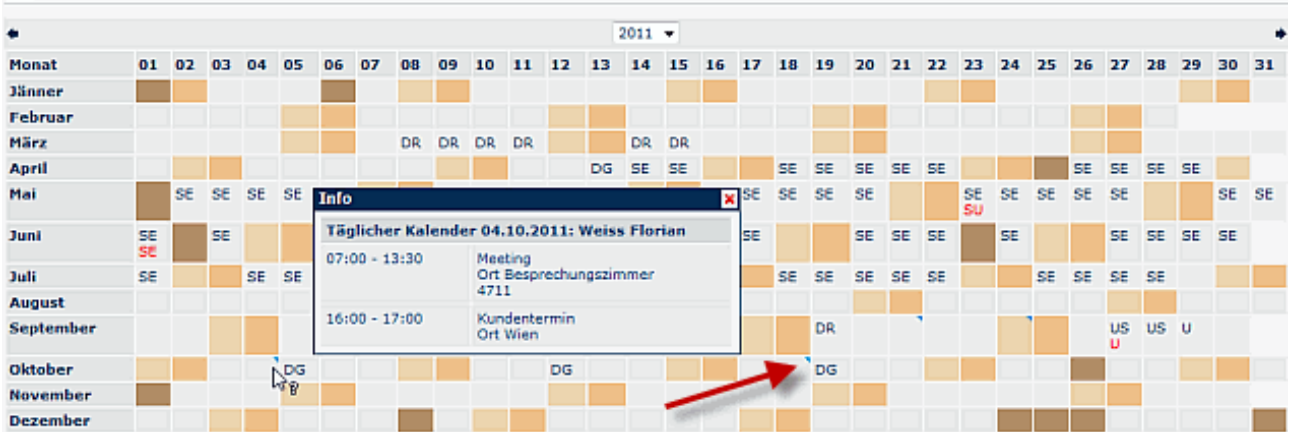 2011
Monat 01 02 03 04 05 06 07 08 09 10 11 12 13 14 15 16 17 18 19 20 21 22 23 24 25 26 27 28 29 30 31
Jänner
Februar
März DR DR DR DR DR DR
April DG SE SE SE SE SE SE SE SE SE SE SE
Mai SE SE SE SE SE SE SE SE SE SE SE SE SE SE
SU
Info
Täglicher Kalender 04.10.2011: Weiss Florian
07:00 - 13:30 Meeting
Ort Besprechungszimmer
4711
16:00 - 17:00 Kundentermin
Ort Wien
Juni SE SE SE SE SE SE SE SE SE SE SE
SE
Juli SE SE SE SE SE SE SE SE SE SE SE
August
September DR US US U
U
Oktober DG DG DG
November
Dezember